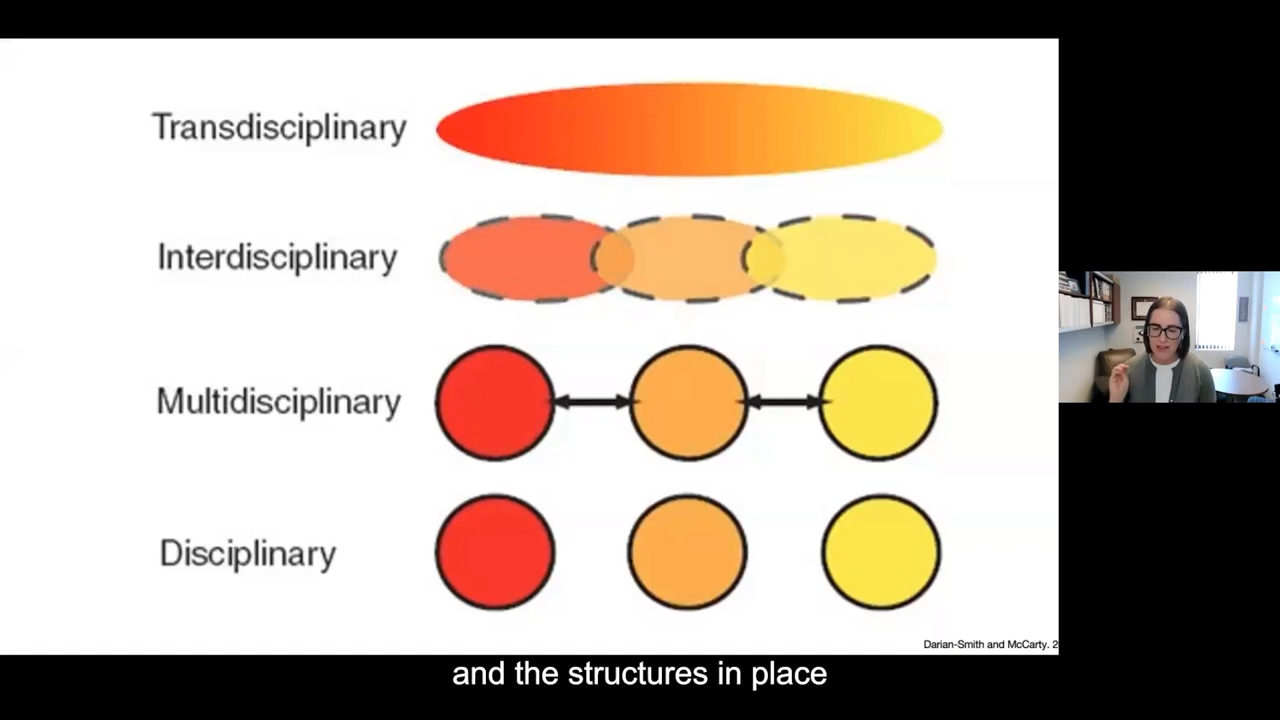 Transdisciplinary
Interdisciplinary
Multidisciplinary
Disciplinary
Darian-Smith and McCarty. 2
and the structures in place